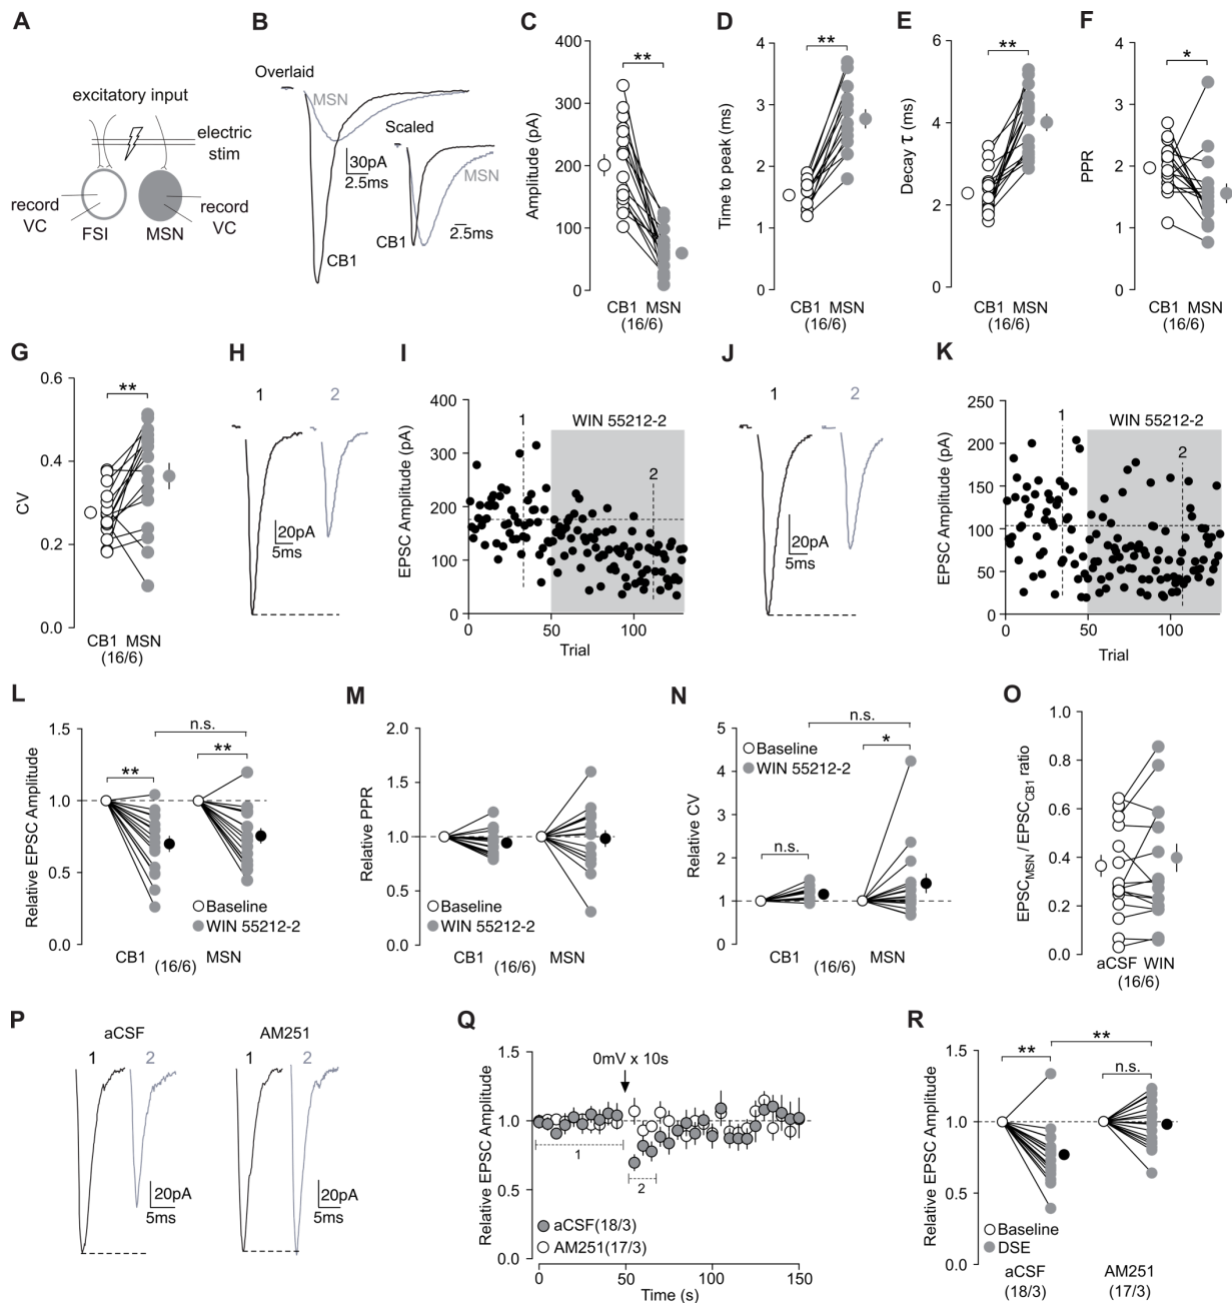 A
excitatory input
electric
stim
record
VC
FSI
MSN
record
VC
B
Overlaid
MSN
30pA
2.5ms
CB1
Scaled
MSN
CB1
2.5ms
C
400
300
200
100
0
Amplitude (pA)
**
CB1 MSN
(16/6)
D
4
3
2
1
0
Time to peak (ms)
**
CB1 MSN
(16/6)
E
6
4
2
0
Decay τ (ms)
**
CB1 MSN
(16/6)
F
4
3
2
1
0
PPR
*
CB1 MSN
(16/6)
G
0.6
0.4
0.2
0.0
CV
**
CB1 MSN
(16/6)
H
1 2
20pA
5ms
I
400
300
200
100
0
EPSC Amplitude (pA)
WIN 55212-2
1
2
0 50 100
Trial
J
1 2
20pA
5ms
K
250
200
150
100
50
0
EPSC Amplitude (pA)
WIN 55212-2
1
2
0 50 100
Trial
L
1.5
1.0
0.5
0.0
Relative EPSC Amplitude
n.s.
**
**
Baseline
WIN 55212-2
CB1 MSN
(16/6)
M
2.0
1.5
1.0
0.5
0.0
Relative PPR
Baseline
WIN 55212-2
CB1 MSN
(16/6)
N
5
4
3
2
1
0
Relative CV
n.s.
*
Baseline
WIN 55212-2
n.s.
CB1 MSN
(16/6)
O
1.0
0.8
0.6
0.4
0.2
0.0
EPSCMSN / EPSCCB1 ratio
aCSF WIN
(16/6)
P
aCSF AM251
1 2 1 2
20pA
5ms
20pA
5ms
Q
1.5
1.0
0.5
0.0
Relative EPSC Amplitude
0mV x 10s
1
2
aCSF(18/3)
AM251(17/3)
0 50 100 150
Time (s)
R
1.5
1.0
0.5
0.0
Relative EPSC Amplitude
**
**
n.s.
Baseline
DSE
aCSF AM251
(18/3) (17/3)